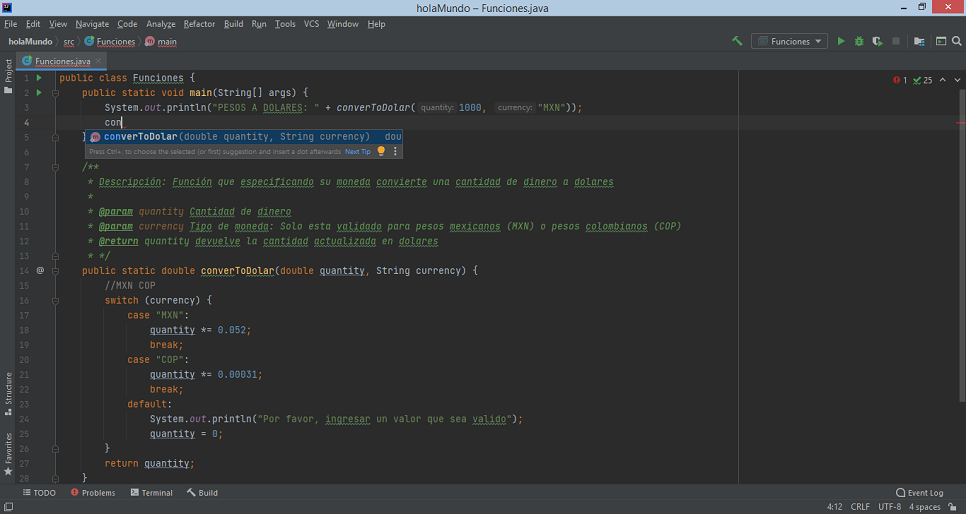 holaMundo – Funciones.java
File Edit View Navigate Code Analyze Refactor Build Run Tools VCS Window Help
holaMundo src Funciones main
Funciones
Funciones.java
Project
1 public class Funciones {
2 public static void main(String[] args) {
3 System.out.println("PESOS A DOLARES: " + converToDolar( quantity: 1000, currency: "MXN"));
4 con
5 } m converToDolar(double quantity, String currency) dou
Press Ctrl+. to choose the selected (or first) suggestion and insert a dot afterwards Next Tip
6
7 /**
8 * Descripción: Función que especificando su moneda convierte una cantidad de dinero a dolares
9 *
10 * @param quantity Cantidad de dinero
11 * @param currency Tipo de moneda: Solo esta validado para pesos mexicanos (MXN) o pesos colombianos (COP)
12 * @return quantity devuelve la cantidad actualizada en dolares
13 * */
14 @ public static double converToDolar(double quantity, String currency) {
15 //MXN COP
16 switch (currency) {
17 case "MXN":
18 quantity *= 0.052;
19 break;
20 case "COP":
21 quantity *= 0.00031;
22 break;
23 default:
24 System.out.println("Por favor, ingresar un valor que sea valido");
25 quantity = 0;
26 }
27 return quantity;
28 }
1 25
Structure
Favorites
TODO Problems Terminal Build Event Log
4:12 CRLF UTF-8 4 spaces